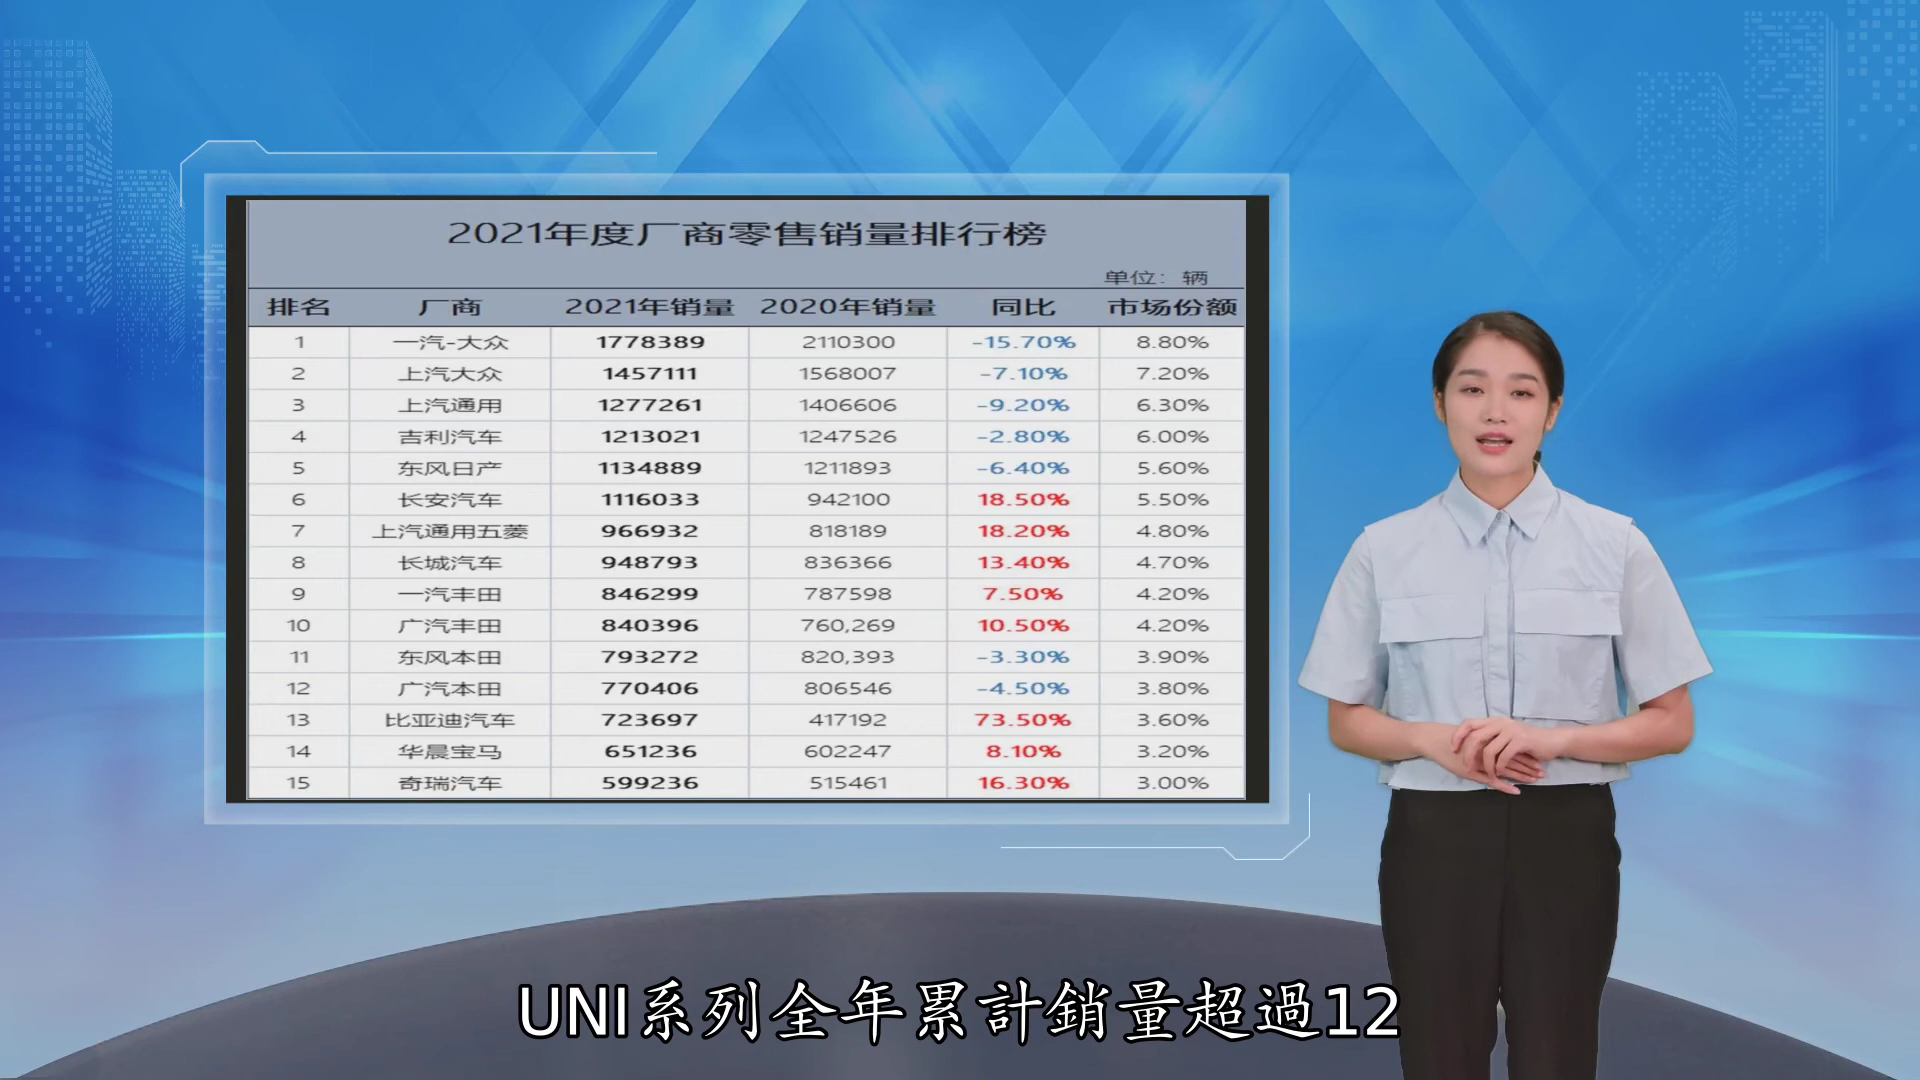 2021年度厂商零售销量排行榜
单位：辆
排名 厂商 2021年销量 2020年销量 同比 市场份额
1 一汽-大众 1778389 2110300 -15.70% 8.80%
2 上汽大众 1457111 1568007 -7.10% 7.20%
3 上汽通用 1277261 1406606 -9.20% 6.30%
4 吉利汽车 1213021 1247526 -2.80% 6.00%
5 东风日产 1134889 1211893 -6.40% 5.60%
6 长安汽车 1116033 942100 18.50% 5.50%
7 上汽通用五菱 966932 818189 18.20% 4.80%
8 长城汽车 948793 836366 13.40% 4.70%
9 一汽丰田 846299 787598 7.50% 4.20%
10 广汽丰田 840396 760,269 10.50% 4.20%
11 东风本田 793272 820,393 -3.30% 3.90%
12 广汽本田 770406 806546 -4.50% 3.80%
13 比亚迪汽车 723697 417192 73.50% 3.60%
14 华晨宝马 651236 602247 8.10% 3.20%
15 奇瑞汽车 599236 515461 16.30% 3.00%
UNI系列全年累計銷量超過12